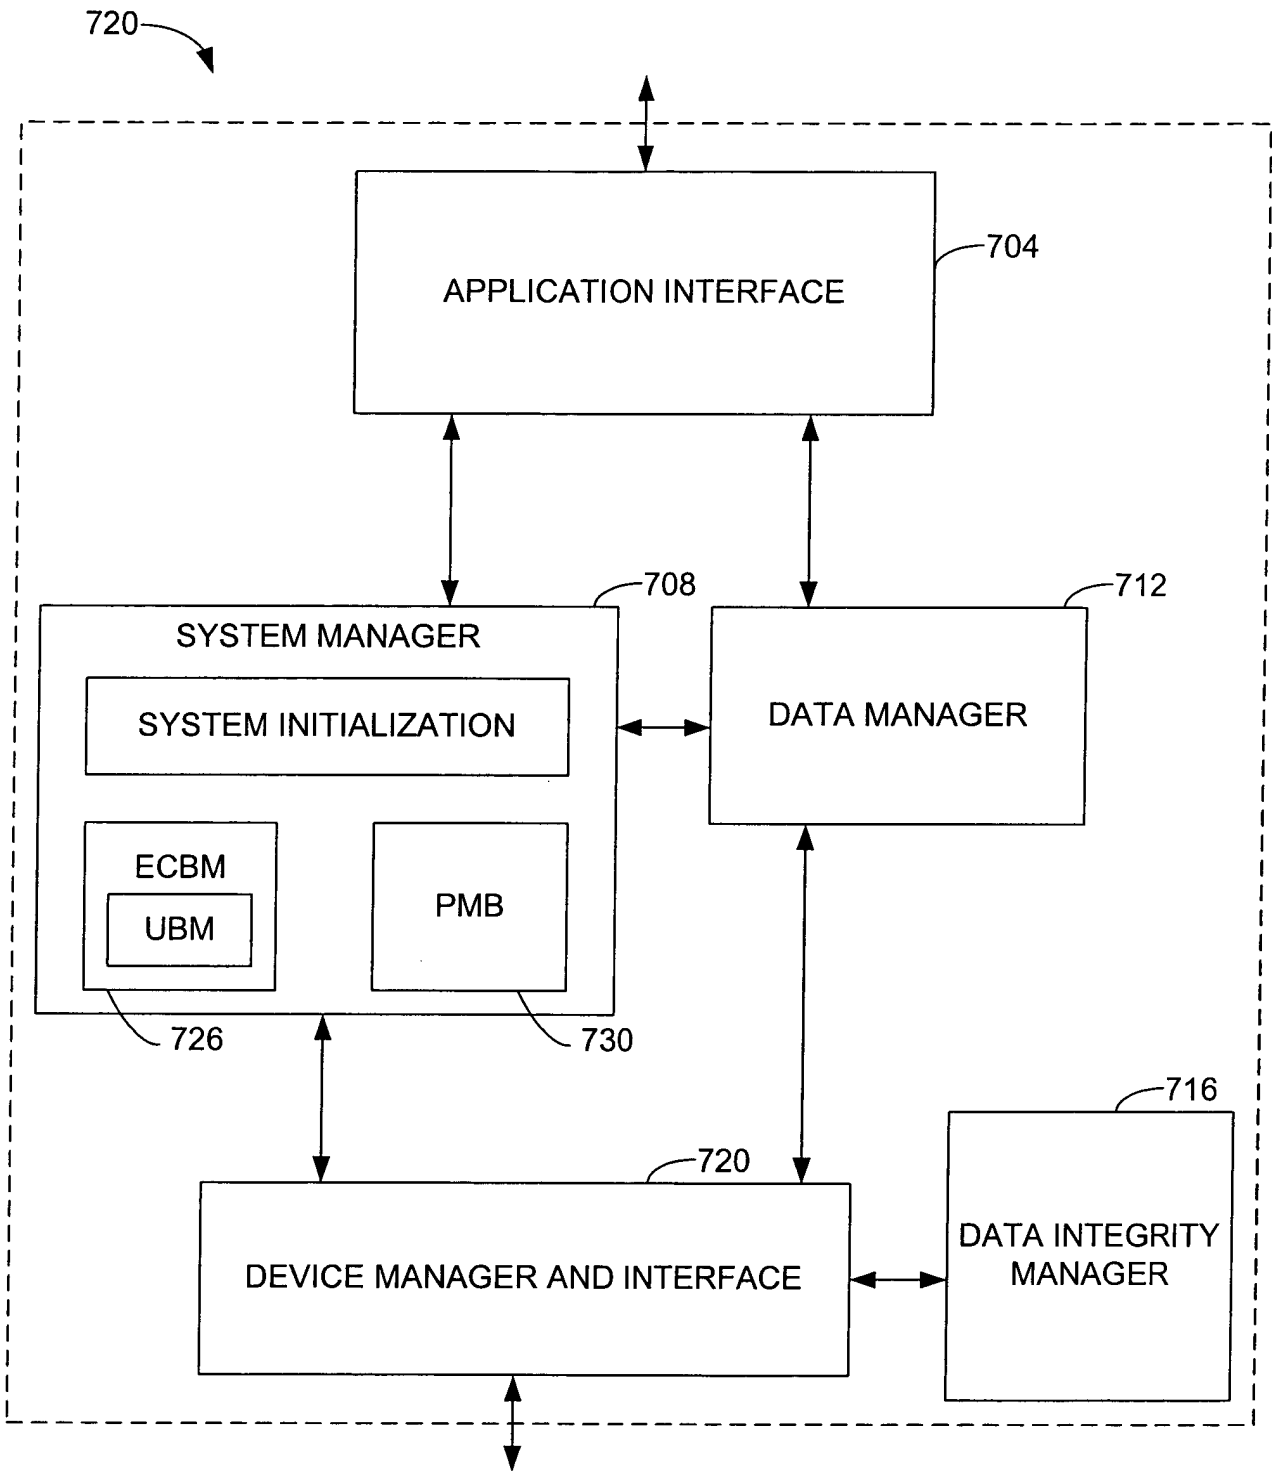 720
APPLICATION INTERFACE
704
708
712
SYSTEM MANAGER
SYSTEM INITIALIZATION
DATA MANAGER
ECBM
UBM
PMB
726
730
716
720
DATA INTEGRITY
MANAGER
DEVICE MANAGER AND INTERFACE